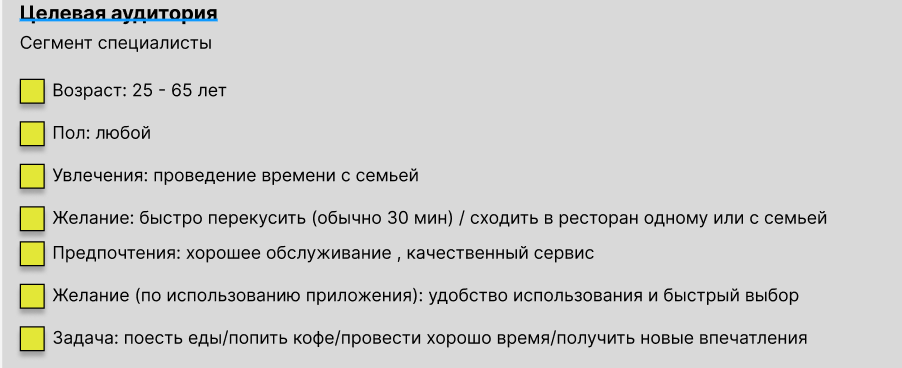 Целевая аудитория
Сегмент специалисты
Возраст: 25 - 65 лет
Пол: любой
Увлечения: проведение времени с семьей
Желание: быстро перекусить (обычно 30 мин) / сходить в ресторан одному или с семьей
Предпочтения: хорошее обслуживание , качественный сервис
Желание (по использованию приложения): удобство использования и быстрый выбор
Задача: поесть еды/попить кофе/провести хорошо время/получить новые впечатления